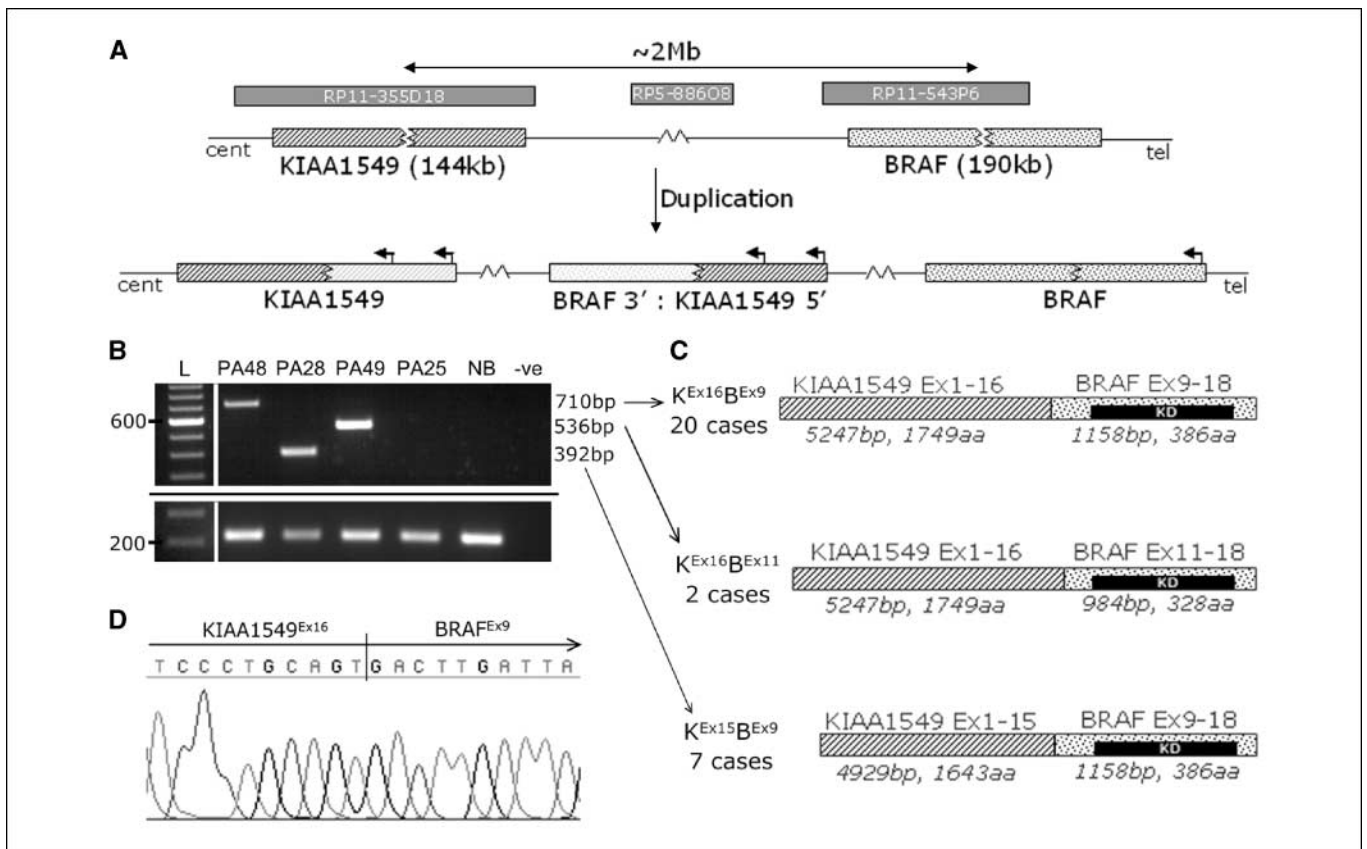 A
~2Mb
RP11-355D18 RP5-886O8 RP11-543P6
cent tel
KIAA1549 (144kb) BRAF (190kb)
Duplication
cent tel
KIAA1549 BRAF 3′ : KIAA1549 5′ BRAF
B
L PA48 PA28 PA49 PA25 NB -ve
600
710bp
536bp
392bp
200
C
K^Ex16B^Ex9
20 cases
KIAA1549 Ex1-16 BRAF Ex9-18
KD
5247bp, 1749aa 1158bp, 386aa
K^Ex16B^Ex11
2 cases
KIAA1549 Ex1-16 BRAF Ex11-18
KD
5247bp, 1749aa 984bp, 328aa
K^Ex15B^Ex9
7 cases
KIAA1549 Ex1-15 BRAF Ex9-18
KD
4929bp, 1643aa 1158bp, 386aa
D
KIAA1549^Ex16 BRAF^Ex9
T C C C T G C A G T G A C T T G A T T A